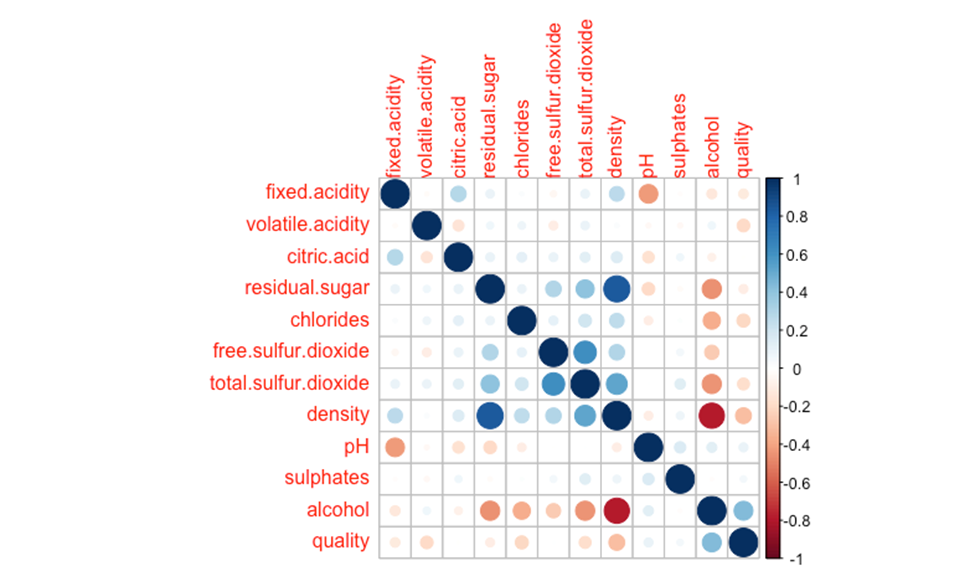 fixed.acidity
volatile.acidity
citric.acid
residual.sugar
chlorides
free.sulfur.dioxide
total.sulfur.dioxide
density
pH
sulphates
alcohol
quality
fixed.acidity
volatile.acidity
citric.acid
residual.sugar
chlorides
free.sulfur.dioxide
total.sulfur.dioxide
density
pH
sulphates
alcohol
quality
1
0.8
0.6
0.4
0.2
0
-0.2
-0.4
-0.6
-0.8
-1